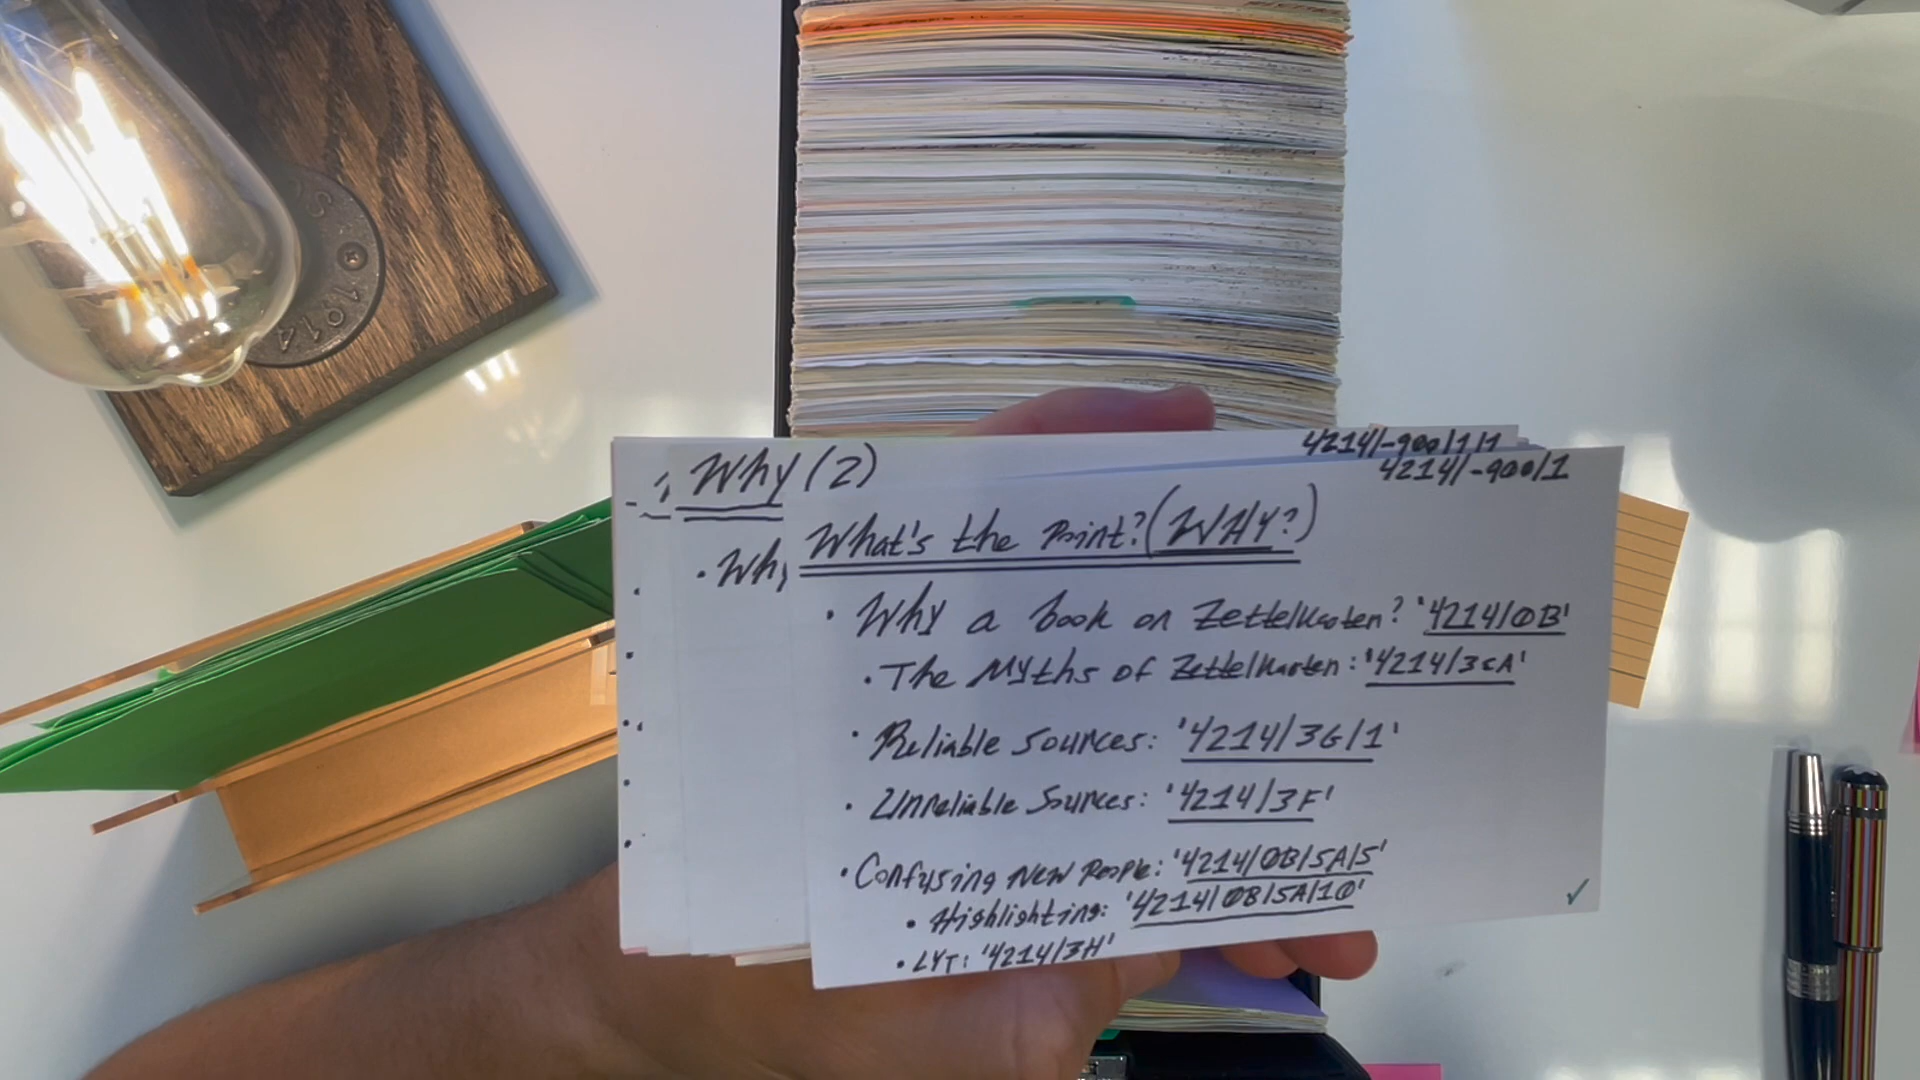 4214/-900/1/1
Why (2)
• Why
4214/-900/1
What's the Point? (WHY?)
• Why a book on Zettelkasten? '4214/0B'
• The Myths of Zettelkasten: '4214/3CA'
• Reliable Sources: '4214/3G/1'
• Unreliable Sources: '4214/3F'
• Confusing New People: '4214/0B/5A/5'
• Highlighting: '4214/0B/5A/10'
• LYT: '4214/3H'
1914